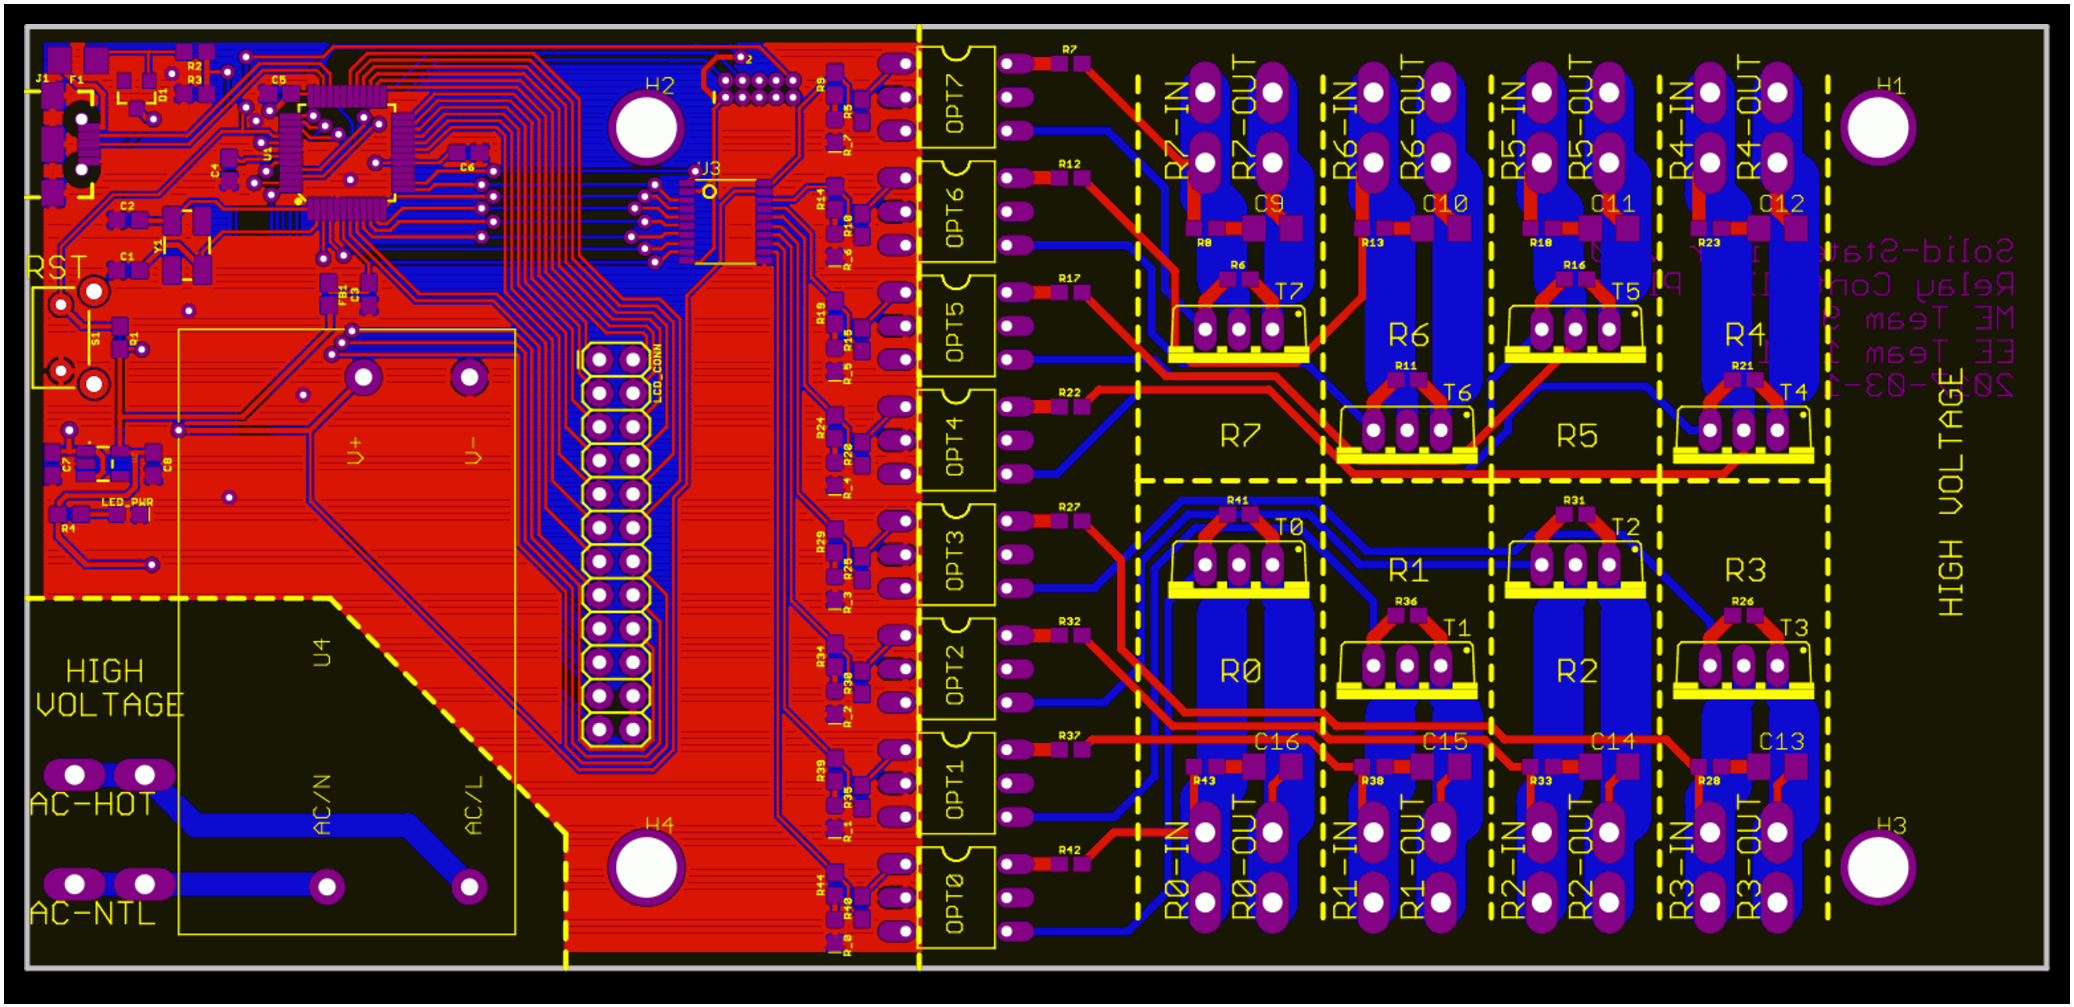 J1
F1
R2
R3
D1
C5
U1
C4
C6
C2
C1
Y1
RST
S1
R1
FB1
C3
C7
C8
LED_PWR
R4
V+
V-
U4
AC/N
AC/L
HIGH
VOLTAGE
AC-HOT
AC-NTL
H2
J3
LCD_CONN
H4
R9
R5
R_7
R14
R10
R_6
R19
R15
R_5
R24
R20
R_4
R29
R25
R_3
R34
R30
R_2
R39
R35
R_1
R44
R40
R_0
OPT7
OPT6
OPT5
OPT4
OPT3
OPT2
OPT1
OPT0
R7
R12
R17
R22
R27
R32
R37
R42
R7-IN
R7-OUT
R6-IN
R6-OUT
R5-IN
R5-OUT
R4-IN
R4-OUT
C9
C10
C11
C12
R8
R13
R18
R23
R6
R16
T7
T5
R6
R4
R11
R21
T6
T4
R7
R5
R41
R31
T0
T2
R1
R3
R36
R26
T1
T3
R0
R2
C16
C15
C14
C13
R43
R38
R33
R28
R0-IN
R0-OUT
R1-IN
R1-OUT
R2-IN
R2-OUT
R3-IN
R3-OUT
H1
H3
HIGH VOLTAGE
Solid-State
Relay
ME Team
EE Team